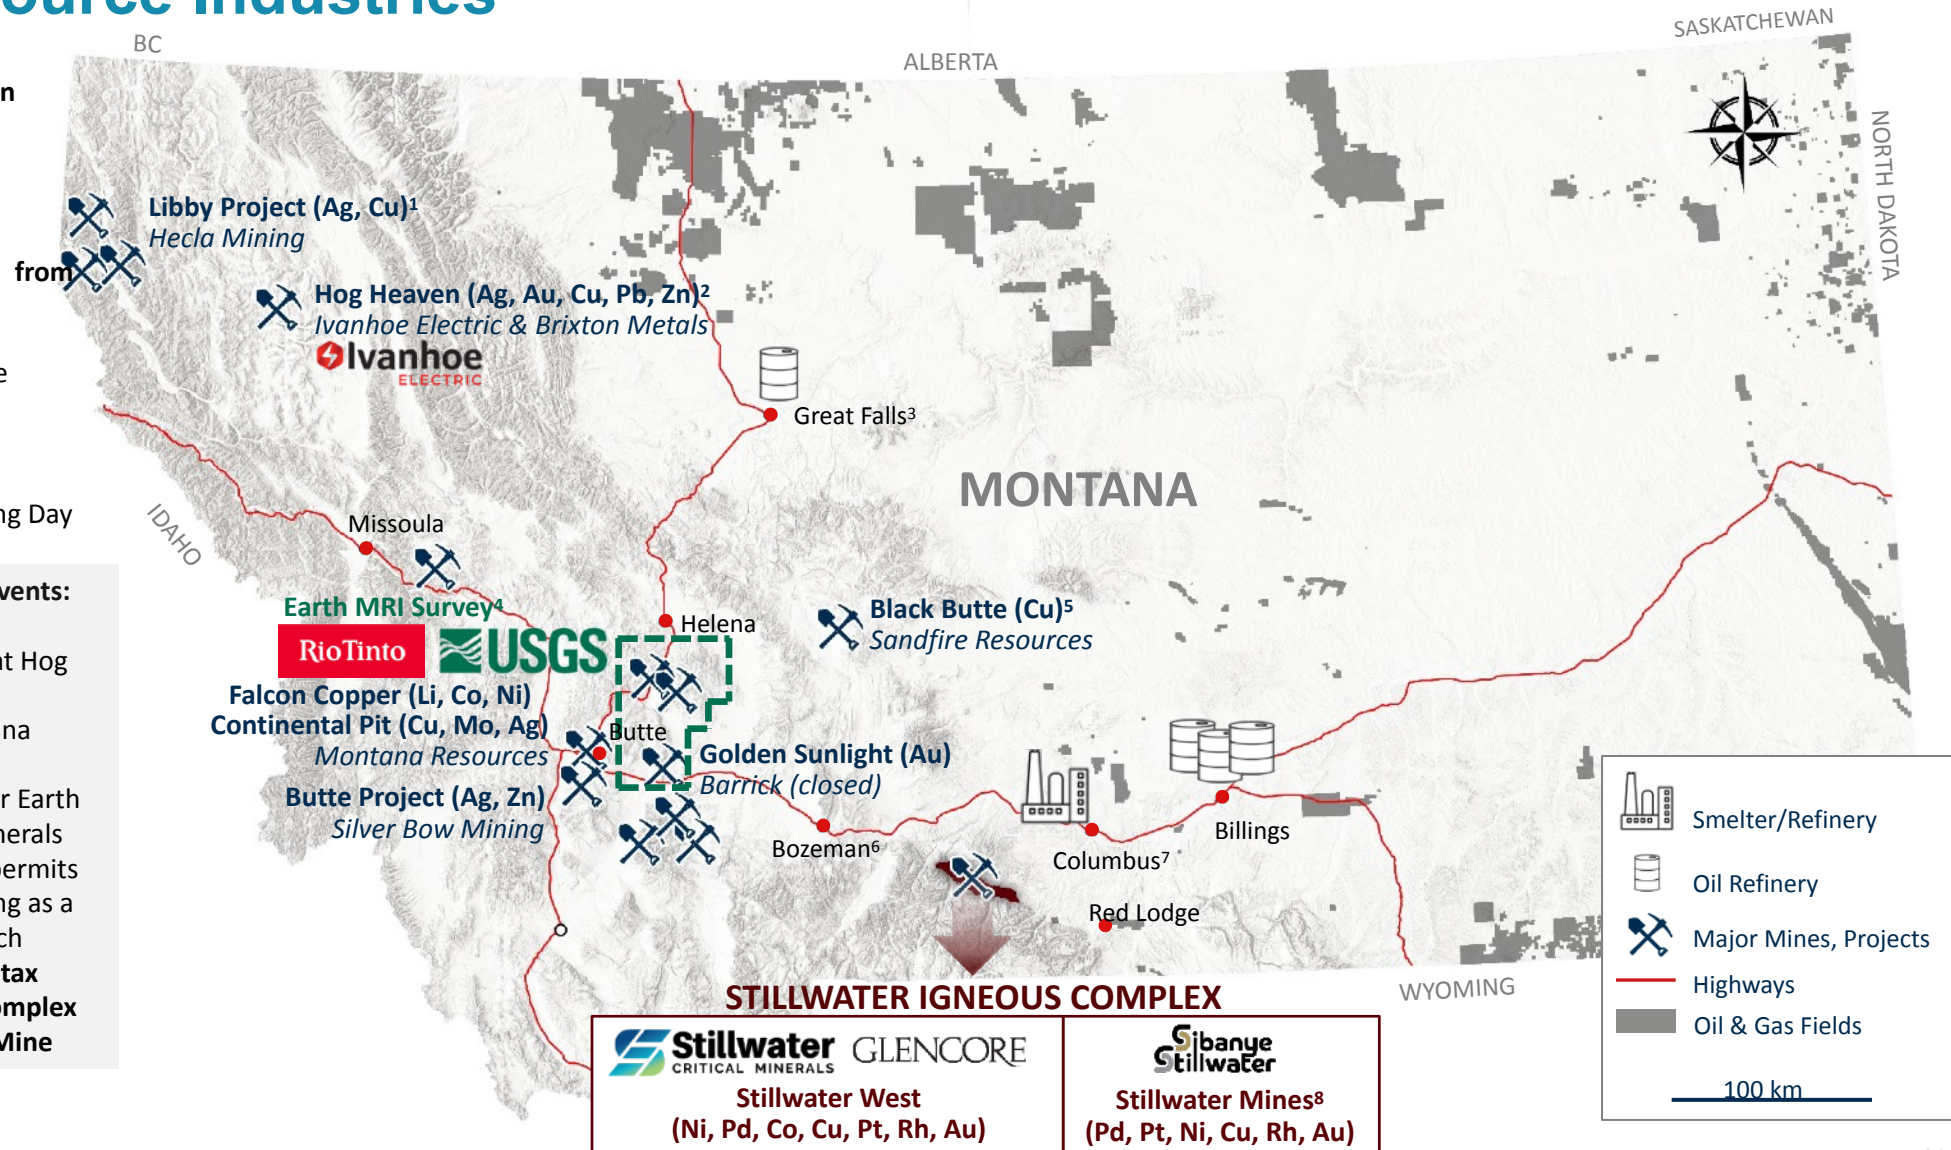 ource Industries
BC
ALBERTA
SASKATCHEWAN
n
NORTH DAKOTA
Libby Project (Ag, Cu)1
Hecla Mining
from
Hog Heaven (Ag, Au, Cu, Pb, Zn)2
Ivanhoe Electric & Brixton Metals
Ivanhoe
ELECTRIC
e
Great Falls3
MONTANA
ng Day
IDAHO
Missoula
vents:
Earth MRI Survey4
RioTinto
USGS
Helena
Black Butte (Cu)5
Sandfire Resources
nt Hog
Falcon Copper (Li, Co, Ni)
Continental Pit (Cu, Mo, Ag)
Montana Resources
Butte
na
Golden Sunlight (Au)
Barrick (closed)
Butte Project (Ag, Zn)
Silver Bow Mining
r Earth
nerals
permits
ng as a
ch
tax
omplex
Mine
Bozeman6
Columbus7
Billings
Red Lodge
WYOMING
Smelter/Refinery
Oil Refinery
Major Mines, Projects
Highways
Oil & Gas Fields
100 km
STILLWATER IGNEOUS COMPLEX
Stillwater
CRITICAL MINERALS
GLENCORE
Stillwater West
(Ni, Pd, Co, Cu, Pt, Rh, Au)
Sibanye
Stillwater
Stillwater Mines8
(Pd, Pt, Ni, Cu, Rh, Au)